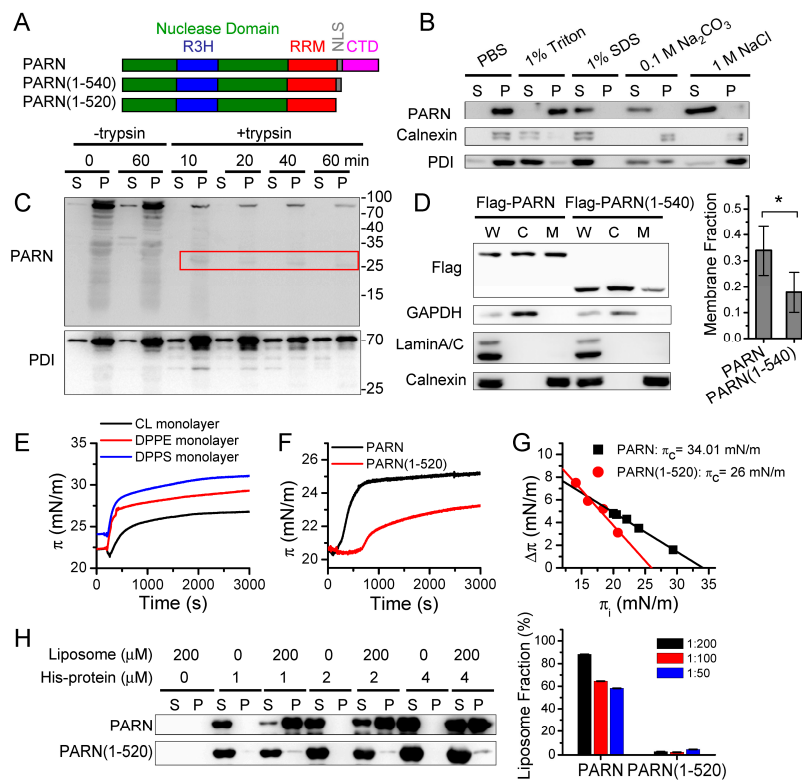 A
Nuclease Domain
R3H
RRM
NLS
CTD
PARN
PARN(1-540)
PARN(1-520)
B
PBS
1% Triton
1% SDS
0.1 M Na₂CO₃
1 M NaCl
S P S P S P S P S P
PARN
Calnexin
PDI
C
-trypsin +trypsin
0 60 10 20 40 60 min
S P S P S P S P S P S P
PARN
-100
-70
-40
-35
-25
-15
PDI
-70
-25
D
Flag-PARN Flag-PARN(1-540)
W C M W C M
Flag
GAPDH
LaminA/C
Calnexin
Membrane Fraction
0.5
0.4
0.3
0.2
0.1
0.0
*
PARN
PARN(1-540)
E
CL monolayer
DPPE monolayer
DPPS monolayer
π (mN/m)
35
30
25
20
0 1000 2000 3000
Time (s)
F
PARN
PARN(1-520)
π (mN/m)
26
24
22
20
0 1000 2000 3000
Time (s)
G
PARN: πc= 34.01 mN/m
PARN(1-520): πc= 26 mN/m
Δπ (mN/m)
10
8
6
4
2
0
15 20 25 30 35
πi (mN/m)
H
Liposome (μM) 200 0 200 0 200 0 200
His-protein (μM) 0 1 1 2 2 4 4
S P S P S P S P S P S P S P
PARN
PARN(1-520)
Liposome Fraction (%)
100
80
60
40
20
0
1:200
1:100
1:50
PARN PARN(1-520)